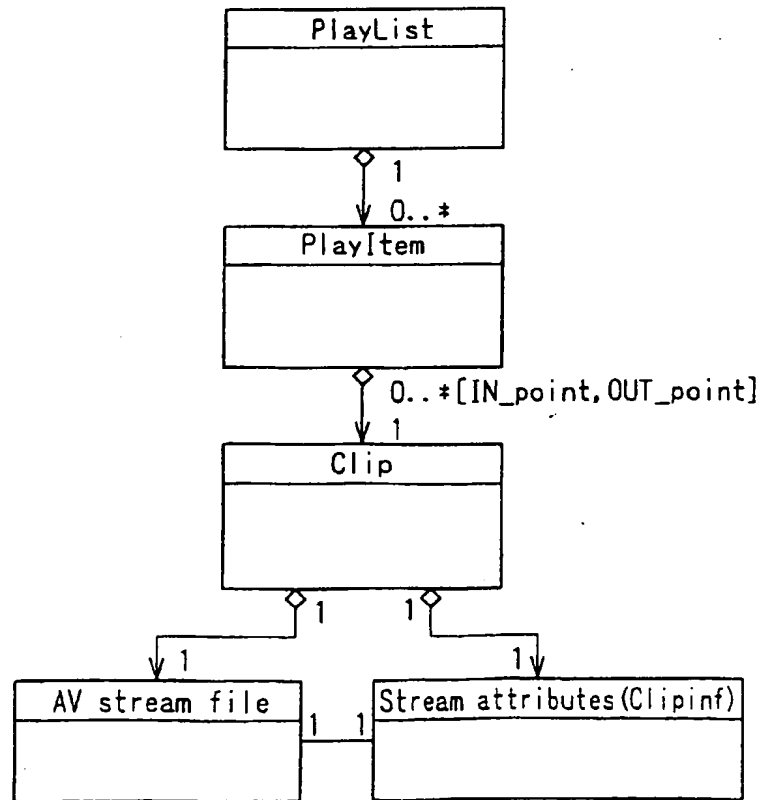 PlayList
1
0..*
PlayItem
0..*[IN_point,OUT_point]
1
Clip
1
1
1
1
AV stream file
Stream attributes(Clipinf)
1
1